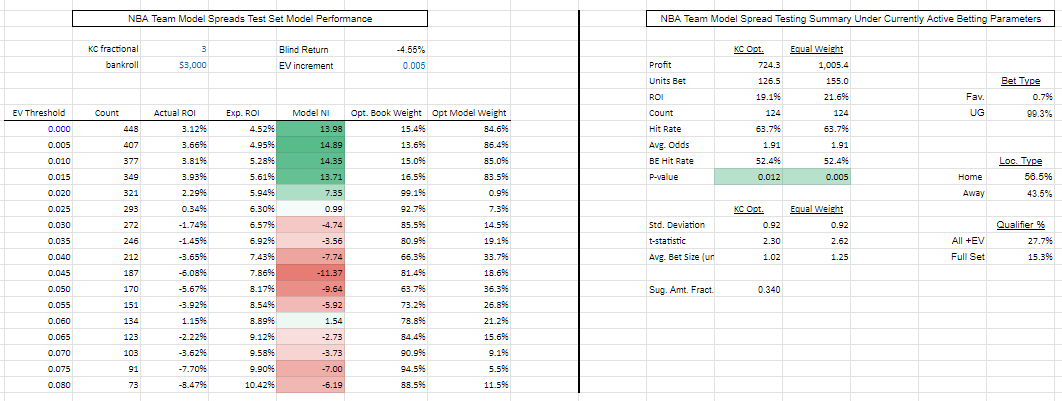 NBA Team Model Spreads Test Set Model Performance
KC fractional 3 Blind Return -4.55%
bankroll $3,000 EV increment 0.005
EV Threshold Count Actual ROI Exp. ROI Model NI Opt. Book Weight Opt Model Weight
0.000 448 3.12% 4.52% 13.98 15.4% 84.6%
0.005 407 3.66% 4.95% 14.89 13.6% 86.4%
0.010 377 3.81% 5.28% 14.35 15.0% 85.0%
0.015 349 3.93% 5.61% 13.71 16.5% 83.5%
0.020 321 2.29% 5.94% 7.35 99.1% 0.9%
0.025 293 0.34% 6.30% 0.99 92.7% 7.3%
0.030 272 -1.74% 6.57% -4.74 85.5% 14.5%
0.035 246 -1.45% 6.92% -3.56 80.9% 19.1%
0.040 212 -3.65% 7.43% -7.74 66.3% 33.7%
0.045 187 -6.08% 7.86% -11.37 81.4% 18.6%
0.050 170 -5.67% 8.17% -9.64 63.7% 36.3%
0.055 151 -3.92% 8.54% -5.92 73.2% 26.8%
0.060 134 1.15% 8.89% 1.54 78.8% 21.2%
0.065 123 -2.22% 9.12% -2.73 84.4% 15.6%
0.070 103 -3.62% 9.58% -3.73 90.9% 9.1%
0.075 91 -7.70% 9.90% -7.00 94.5% 5.5%
0.080 73 -8.47% 10.42% -6.19 88.5% 11.5%
NBA Team Model Spread Testing Summary Under Currently Active Betting Parameters
KC Opt. Equal Weight
Profit 724.3 1,005.4
Units Bet 126.5 155.0 Bet Type
ROI 19.1% 21.6% Fav. 0.7%
Count 124 124 UG 99.3%
Hit Rate 63.7% 63.7%
Avg. Odds 1.91 1.91
BE Hit Rate 52.4% 52.4% Loc. Type
P-value 0.012 0.005 Home 56.5%
Away 43.5%
KC Opt. Equal Weight
Std. Deviation 0.92 0.92 Qualifier %
t-statistic 2.30 2.62 All +EV 27.7%
Avg. Bet Size (un 1.02 1.25 Full Set 15.3%
Sug. Amt. Fract. 0.340